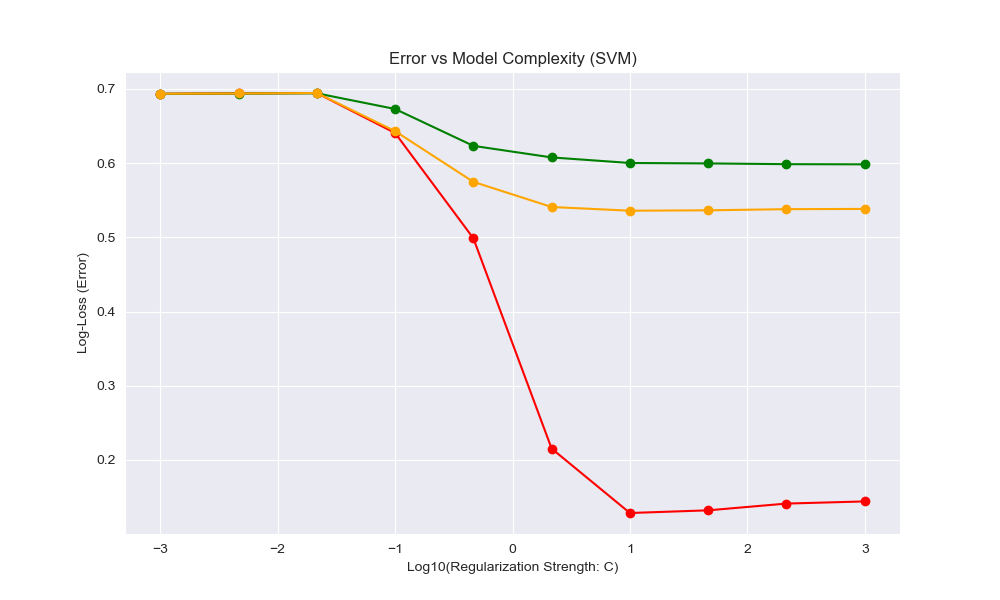 Error vs Model Complexity (SVM)
0.7
0.6
0.5
0.4
0.3
0.2
Log-Loss (Error)
−3 −2 −1 0 1 2 3
Log10(Regularization Strength: C)